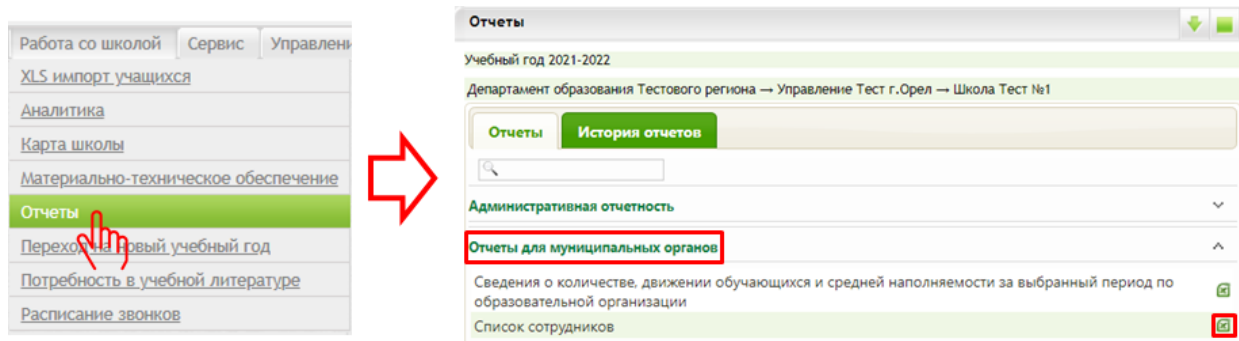 Работа со школой
Сервис
Управлени
XLS импорт учащихся
Аналитика
Карта школы
Материально-техническое обеспечение
Отчеты
Переход на новый учебный год
Потребность в учебной литературе
Расписание звонков
Отчеты
Учебный год 2021-2022
Департамент образования Тестового региона → Управление Тест г.Орел → Школа Тест №1
Отчеты
История отчетов
Административная отчетность
Отчеты для муниципальных органов
Сведения о количестве, движении обучающихся и средней наполняемости за выбранный период по
образовательной организации
Список сотрудников